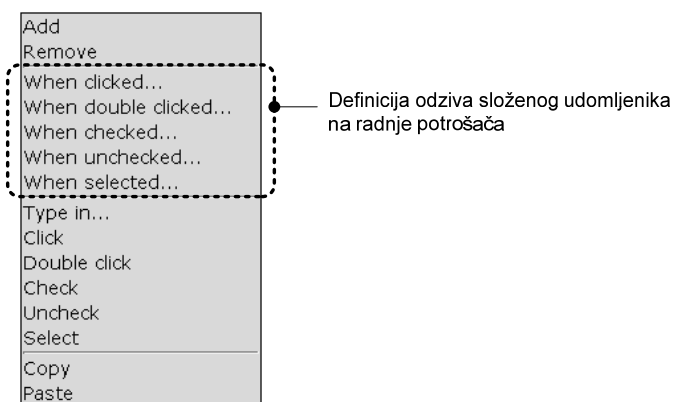 Add
Remove
When clicked...
When double clicked...
When checked...
When unchecked...
When selected...
Type in...
Click
Double click
Check
Uncheck
Select
Copy
Paste
Definicija odziva složenog udomljenika
na radnje potrošača